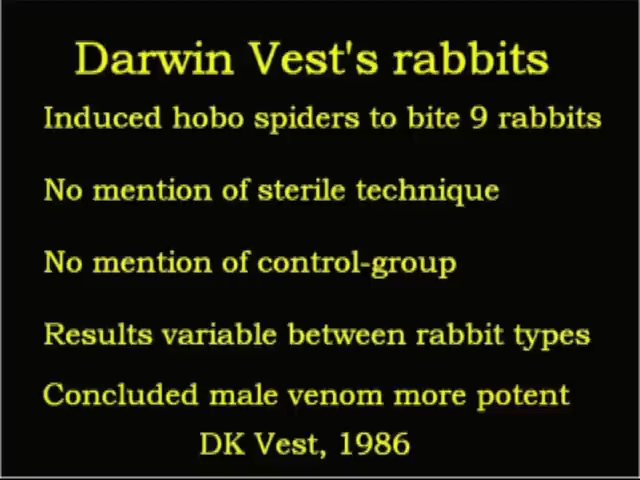 Darwin Vest's rabbits
Induced hobo spiders to bite 9 rabbits
No mention of sterile technique
No mention of control-group
Results variable between rabbit types
Concluded male venom more potent
DK Vest, 1986